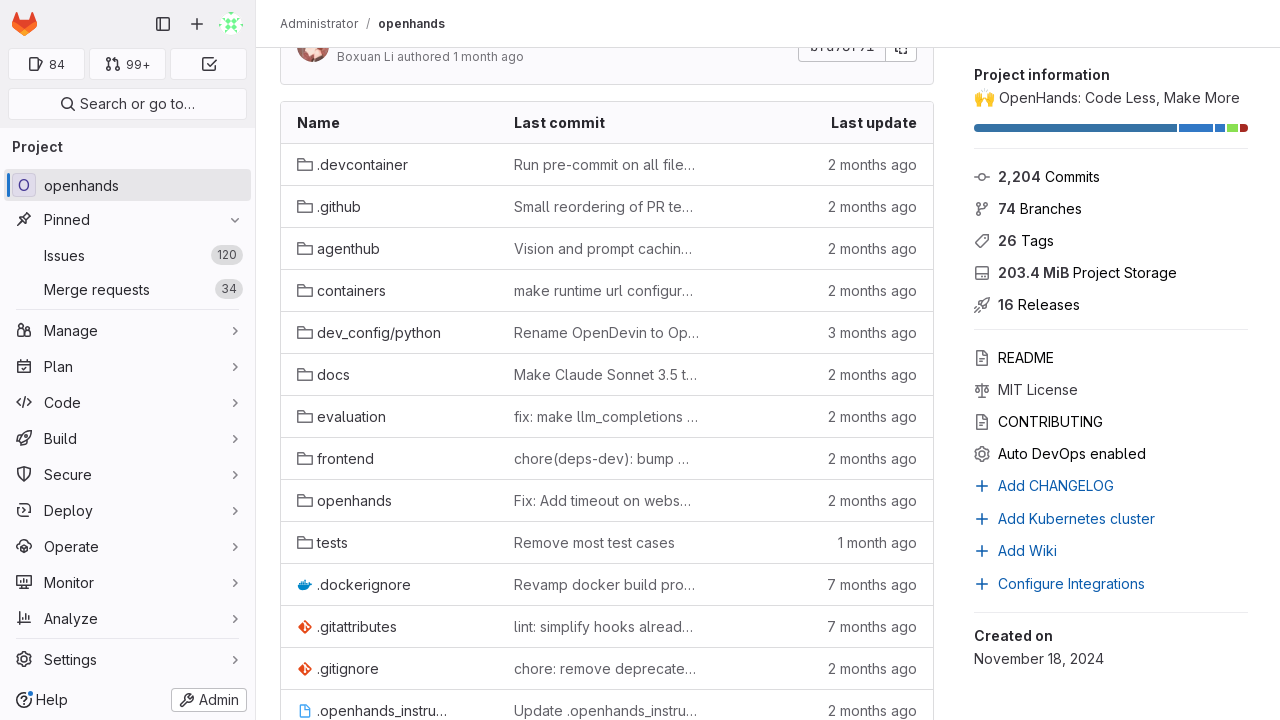 Administrator / openhands
84
99+
Search or go to…
Project
O openhands
Pinned
Issues 120
Merge requests 34
Manage
Plan
Code
Build
Secure
Deploy
Operate
Monitor
Analyze
Settings
Help
Admin
Boxuan Li authored 1 month ago
Name Last commit Last update
.devcontainer Run pre-commit on all file… 2 months ago
.github Small reordering of PR te… 2 months ago
agenthub Vision and prompt cachin… 2 months ago
containers make runtime url configur… 2 months ago
dev_config/python Rename OpenDevin to Op… 3 months ago
docs Make Claude Sonnet 3.5 t… 2 months ago
evaluation fix: make llm_completions … 2 months ago
frontend chore(deps-dev): bump … 2 months ago
openhands Fix: Add timeout on webs… 2 months ago
tests Remove most test cases 1 month ago
.dockerignore Revamp docker build pro… 7 months ago
.gitattributes lint: simplify hooks alread… 7 months ago
.gitignore chore: remove deprecate… 2 months ago
.openhands_instru… Update .openhands_instru… 2 months ago
Project information
🙌 OpenHands: Code Less, Make More
2,204 Commits
74 Branches
26 Tags
203.4 MiB Project Storage
16 Releases
README
MIT License
CONTRIBUTING
Auto DevOps enabled
Add CHANGELOG
Add Kubernetes cluster
Add Wiki
Configure Integrations
Created on
November 18, 2024